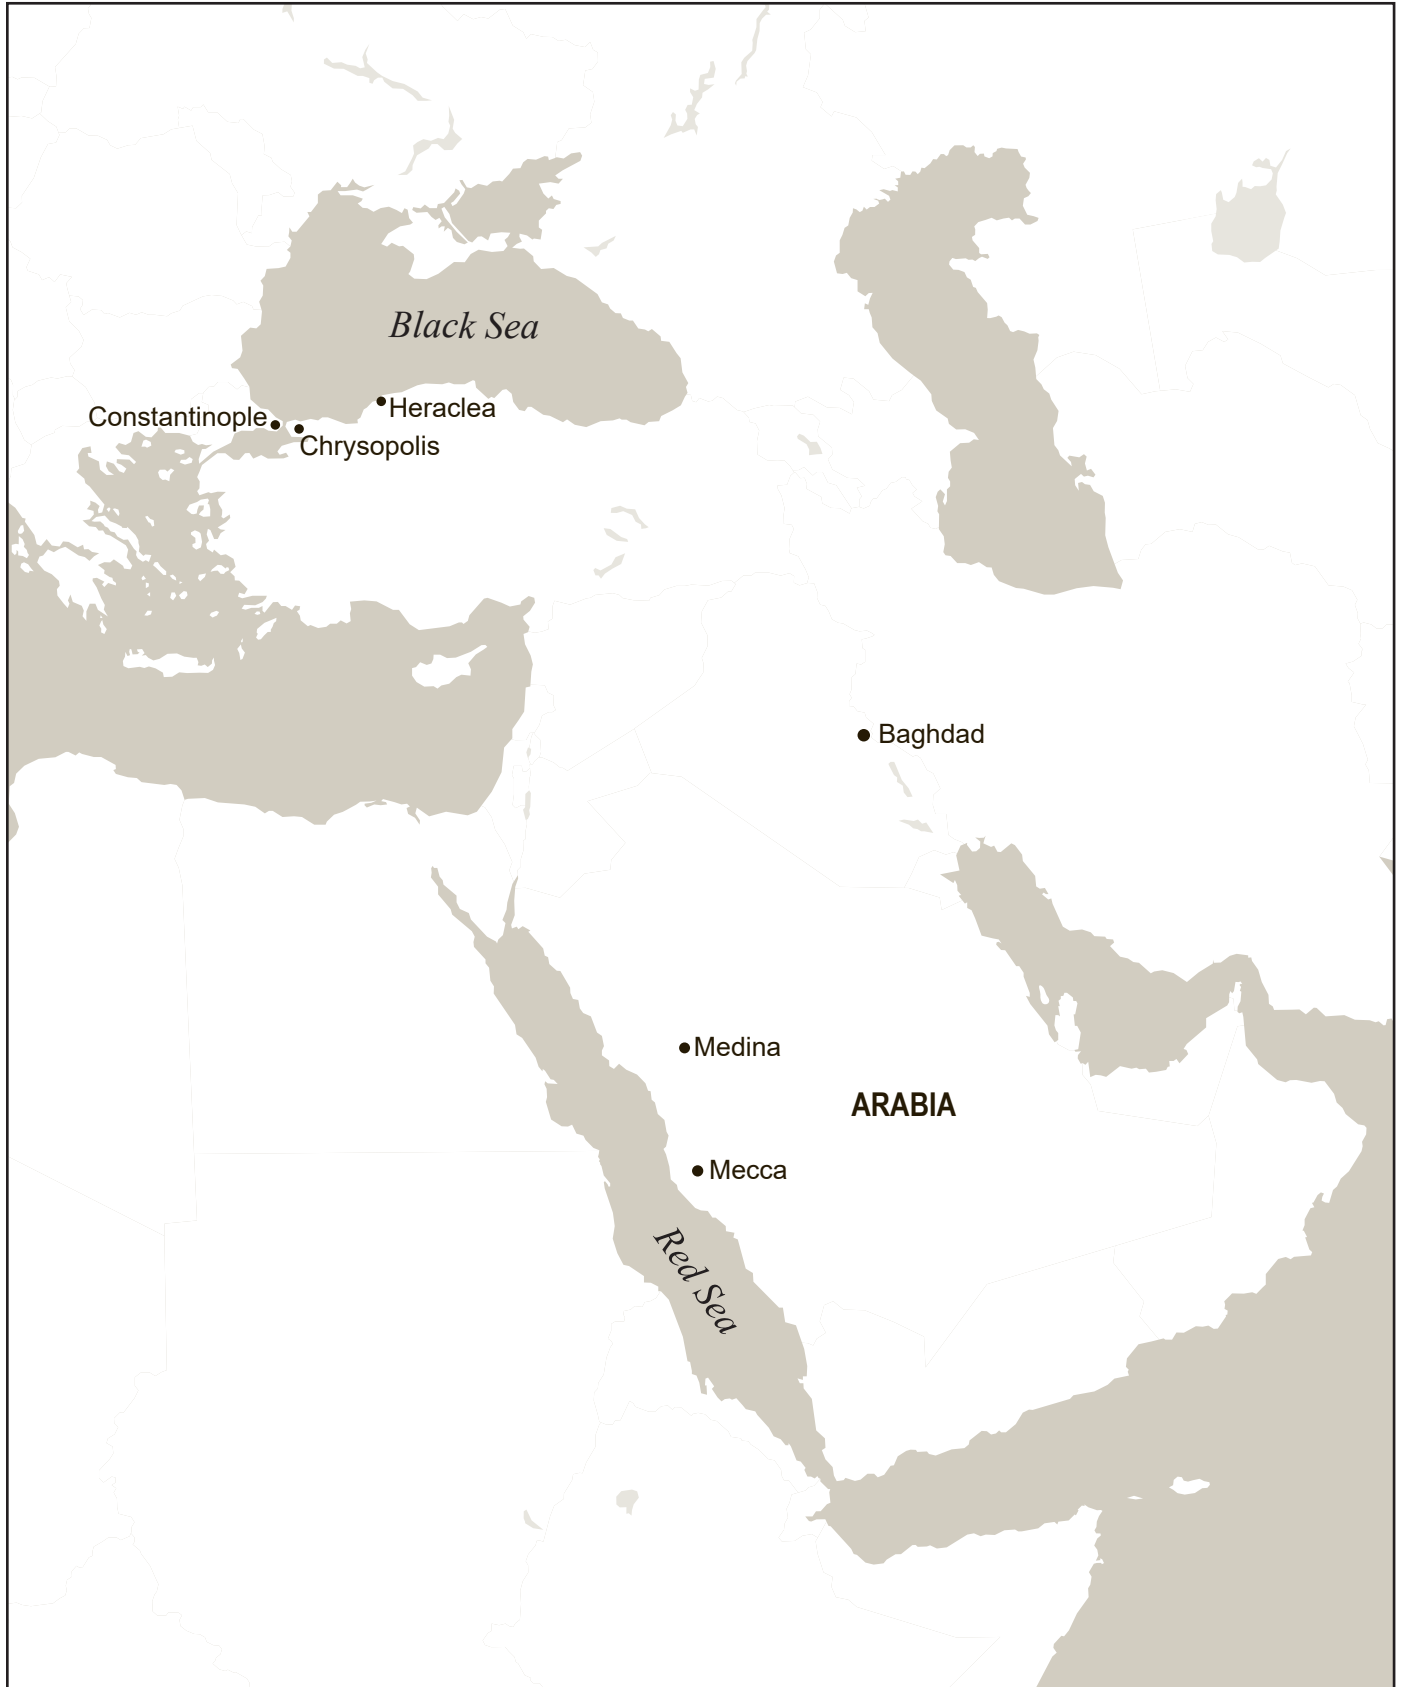 Black Sea
Heraclea
Constantinople
Chrysopolis
Baghdad
Medina
ARABIA
Mecca
Red Sea